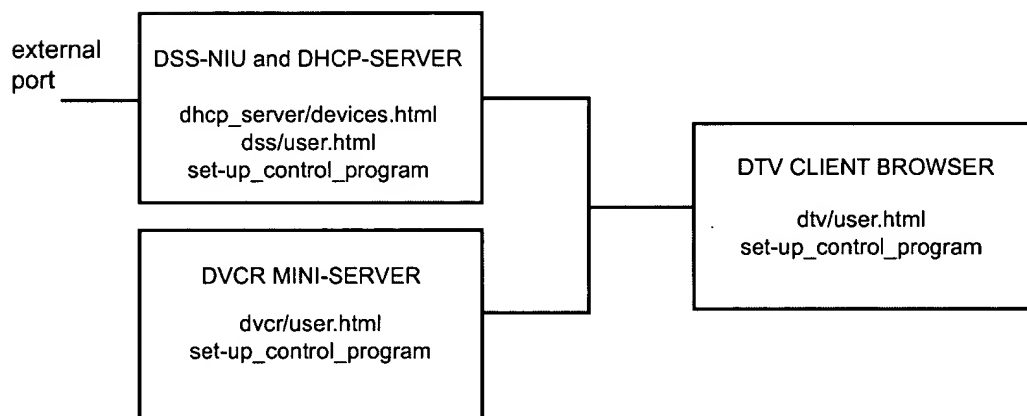 external
port
DSS-NIU and DHCP-SERVER
dhcp_server/devices.html
dss/user.html
set-up_control_program
DVCR MINI-SERVER
dvcr/user.html
set-up_control_program
DTV CLIENT BROWSER
dtv/user.html
set-up_control_program